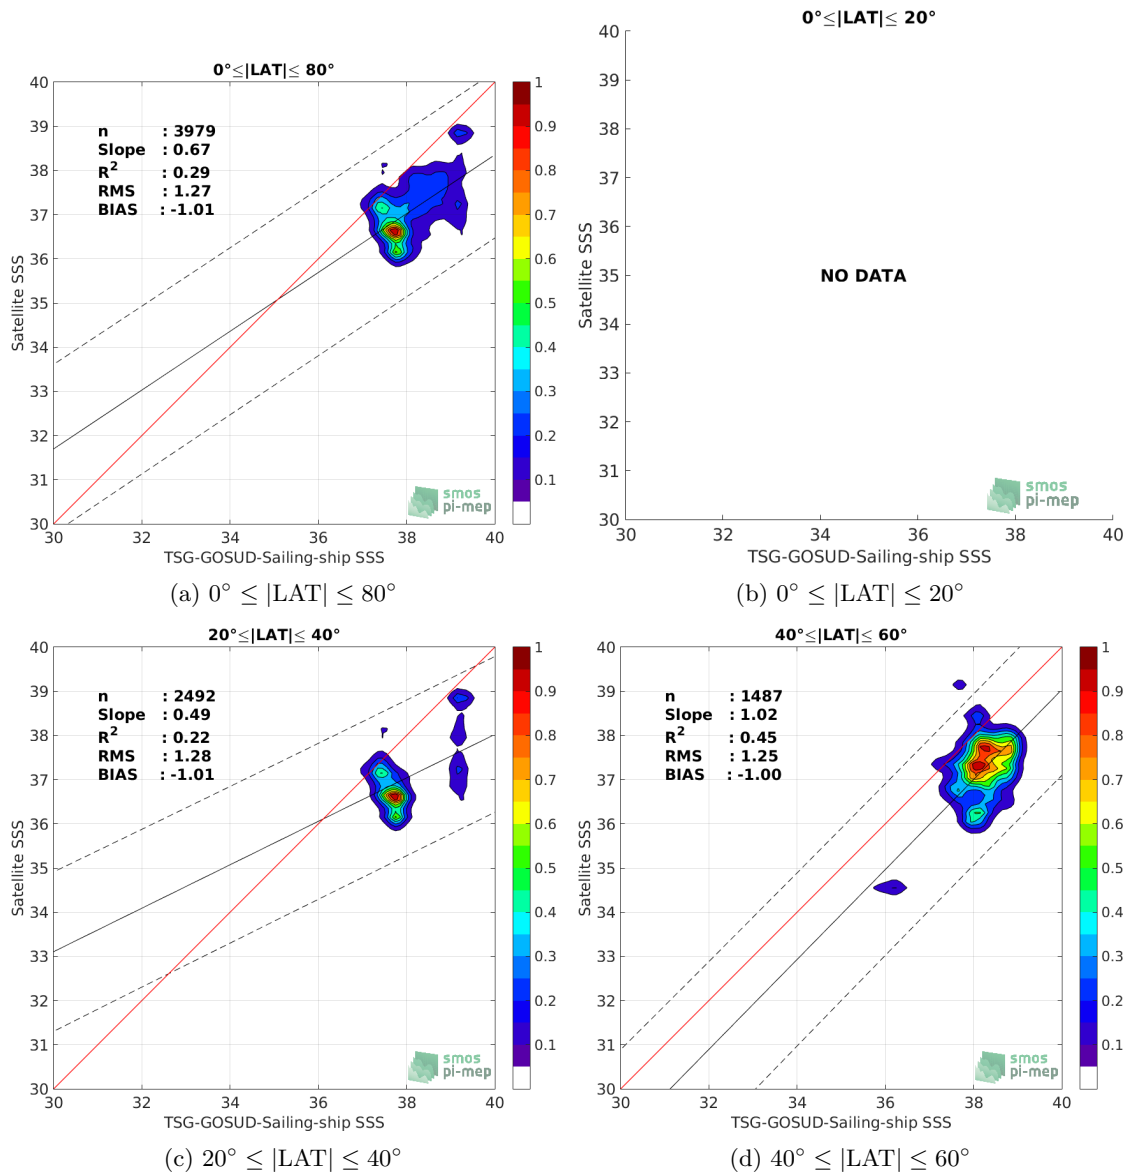 0°≤|LAT|≤ 80°
40
39
38
37
36
35
34
33
32
31
30
Satellite SSS
n : 3979
Slope : 0.67
R² : 0.29
RMS : 1.27
BIAS : -1.01
1
0.9
0.8
0.7
0.6
0.5
0.4
0.3
0.2
0.1
smos
pi-mep
30 32 34 36 38 40
TSG-GOSUD-Sailing-ship SSS
(a) 0° ≤ |LAT| ≤ 80°
0°≤|LAT|≤ 20°
40
39
38
37
36
35
34
33
32
31
30
Satellite SSS
NO DATA
smos
pi-mep
30 32 34 36 38 40
TSG-GOSUD-Sailing-ship SSS
(b) 0° ≤ |LAT| ≤ 20°
20°≤|LAT|≤ 40°
40
39
38
37
36
35
34
33
32
31
30
Satellite SSS
n : 2492
Slope : 0.49
R² : 0.22
RMS : 1.28
BIAS : -1.01
1
0.9
0.8
0.7
0.6
0.5
0.4
0.3
0.2
0.1
smos
pi-mep
30 32 34 36 38 40
TSG-GOSUD-Sailing-ship SSS
(c) 20° ≤ |LAT| ≤ 40°
40°≤|LAT|≤ 60°
40
39
38
37
36
35
34
33
32
31
30
Satellite SSS
n : 1487
Slope : 1.02
R² : 0.45
RMS : 1.25
BIAS : -1.00
1
0.9
0.8
0.7
0.6
0.5
0.4
0.3
0.2
0.1
smos
pi-mep
30 32 34 36 38 40
TSG-GOSUD-Sailing-ship SSS
(d) 40° ≤ |LAT| ≤ 60°